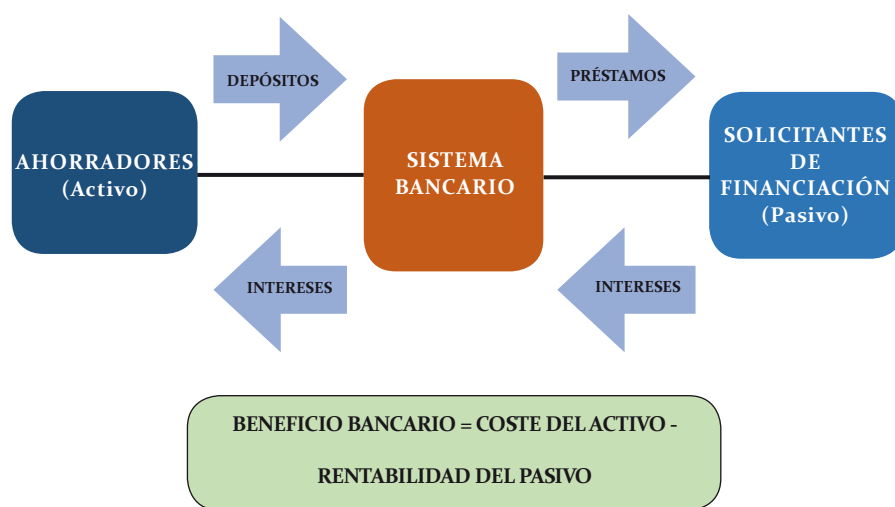 DEPÓSITOS
PRÉSTAMOS
AHORRADORES
(Activo)
SISTEMA
BANCARIO
SOLICITANTES
DE
FINANCIACIÓN
(Pasivo)
INTERESES
INTERESES
BENEFICIO BANCARIO = COSTE DEL ACTIVO -
RENTABILIDAD DEL PASIVO